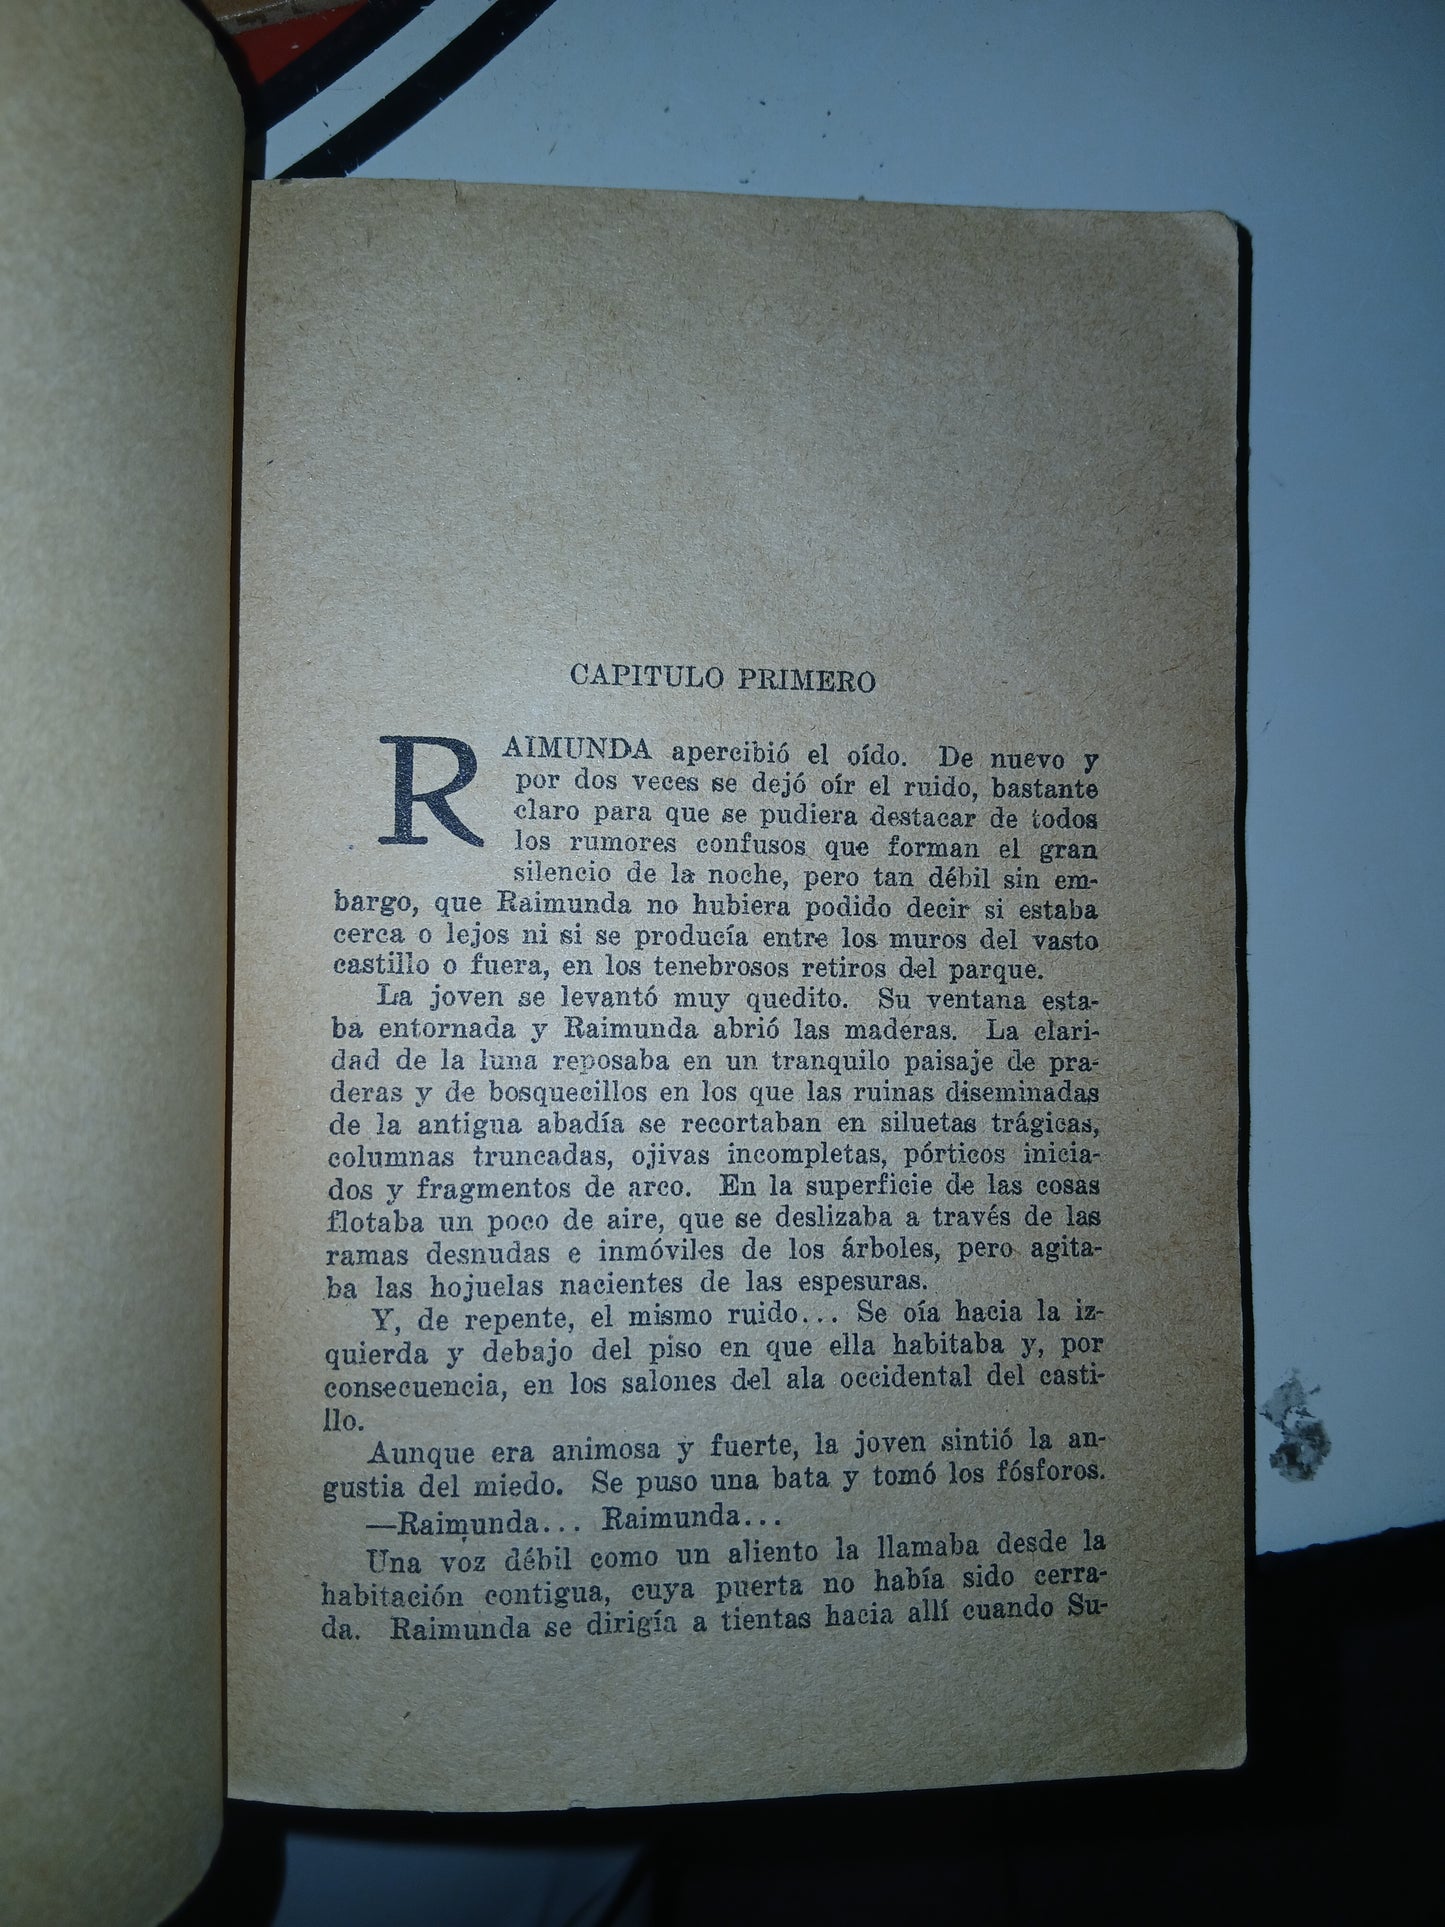 CAPITULO PRIMERO
RAIMUNDA apercibió el oído. De nuevo y
por dos veces se dejó oír el ruido, bastante
claro para que se pudiera destacar de todos
los rumores confusos que forman el gran
silencio de la noche, pero tan débil sin em-
bargo, que Raimunda no hubiera podido decir si estaba
cerca o lejos ni si se producía entre los muros del vasto
castillo o fuera, en los tenebrosos retiros del parque.
La joven se levantó muy quedito. Su ventana esta-
ba entornada y Raimunda abrió las maderas. La clari-
dad de la luna reposaba en un tranquilo paisaje de pra-
deras y de bosquecillos en los que las ruinas diseminadas
de la antigua abadía se recortaban en siluetas trágicas,
columnas truncadas, ojivas incompletas, pórticos inicia-
dos y fragmentos de arco. En la superficie de las cosas
flotaba un poco de aire, que se deslizaba a través de las
ramas desnudas e inmóviles de los árboles, pero agita-
ba las hojuelas nacientes de las espesuras.
Y, de repente, el mismo ruido... Se oía hacia la iz-
quierda y debajo del piso en que ella habitaba y, por
consecuencia, en los salones del ala occidental del casti-
llo.
Aunque era animosa y fuerte, la joven sintió la an-
gustia del miedo. Se puso una bata y tomó los fósforos.
—Raimunda... Raimunda...
Una voz débil como un aliento la llamaba desde la
habitación contigua, cuya puerta no había sido cerra-
da. Raimunda se dirigía a tientas hacia allí cuando Su-